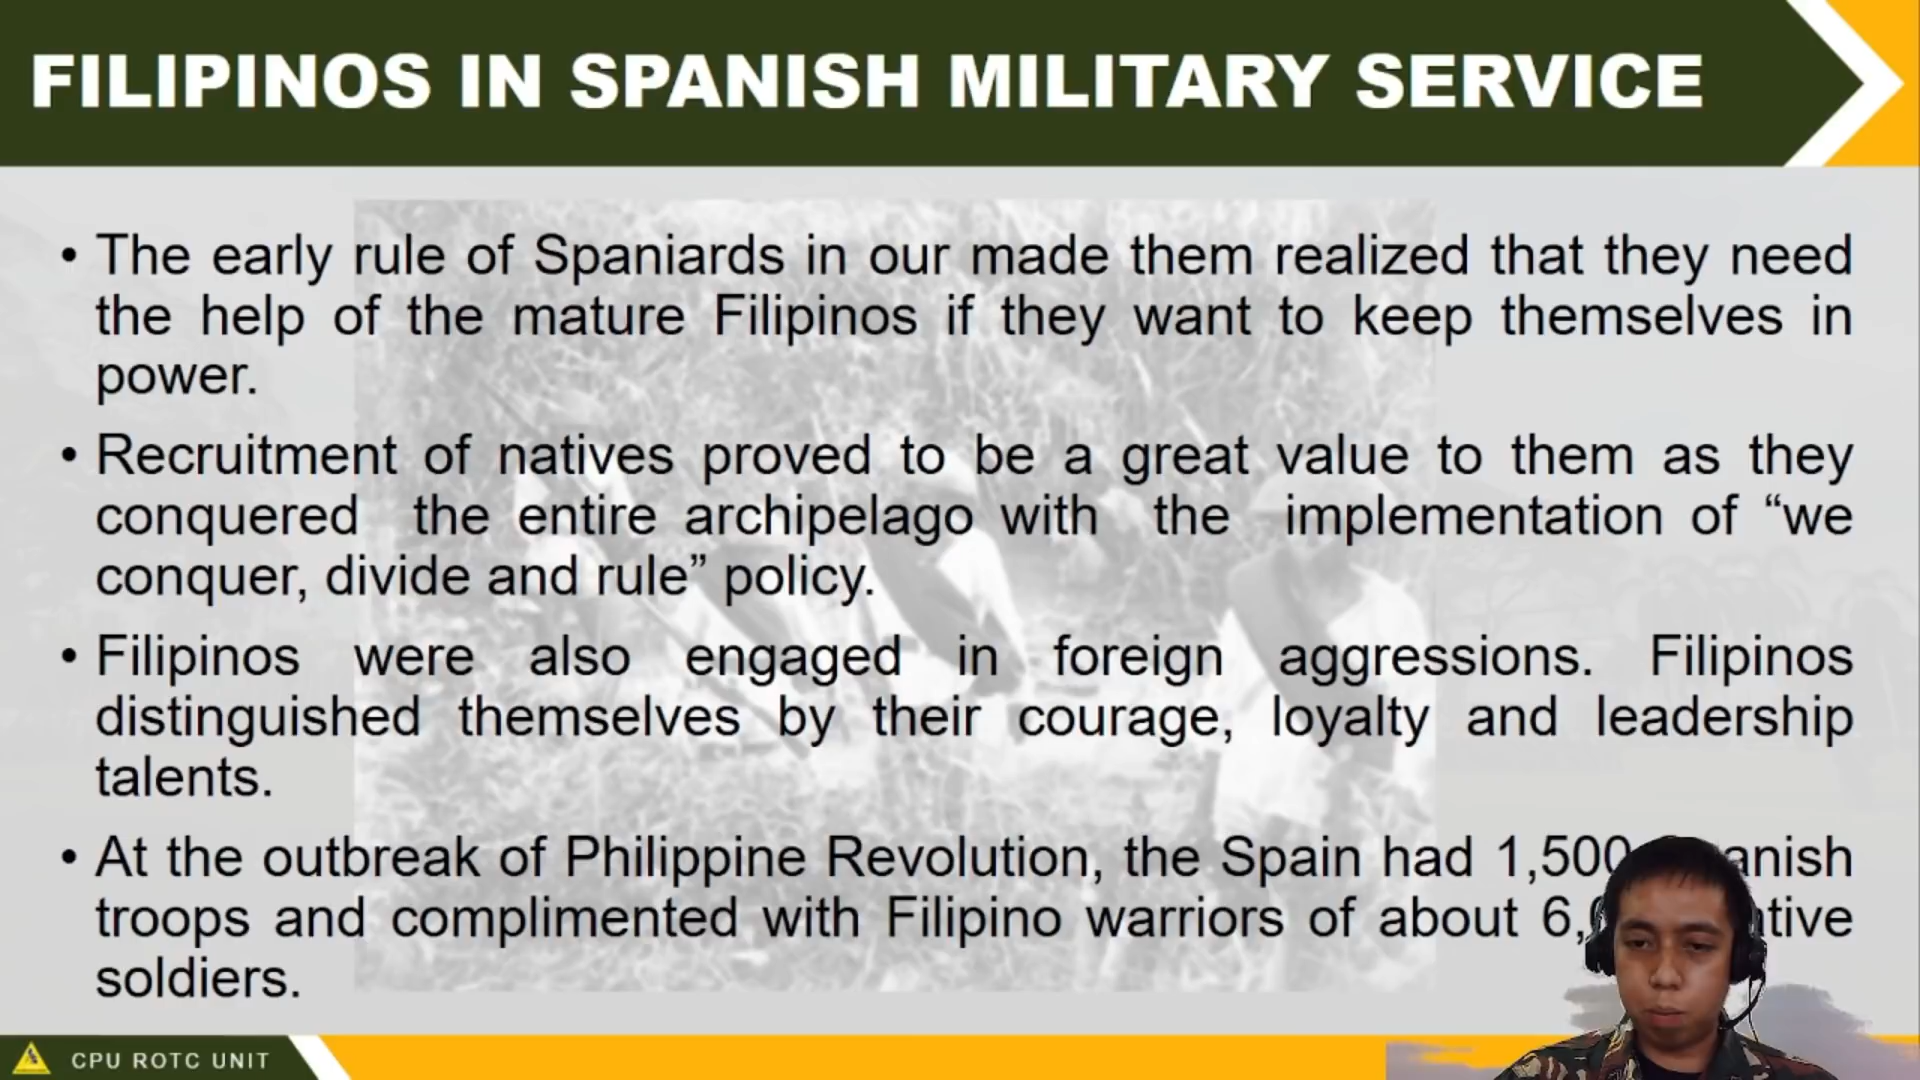 FILIPINOS IN SPANISH MILITARY SERVICE
• The early rule of Spaniards in our made them realized that they need
the help of the mature Filipinos if they want to keep themselves in
power.
• Recruitment of natives proved to be a great value to them as they
conquered the entire archipelago with the implementation of “we
conquer, divide and rule” policy.
• Filipinos were also engaged in foreign aggressions. Filipinos
distinguished themselves by their courage, loyalty and leadership
talents.
• At the outbreak of Philippine Revolution, the Spain had 1,500
troops and complimented with Filipino warriors of about
soldiers.
CPU ROTC UNIT